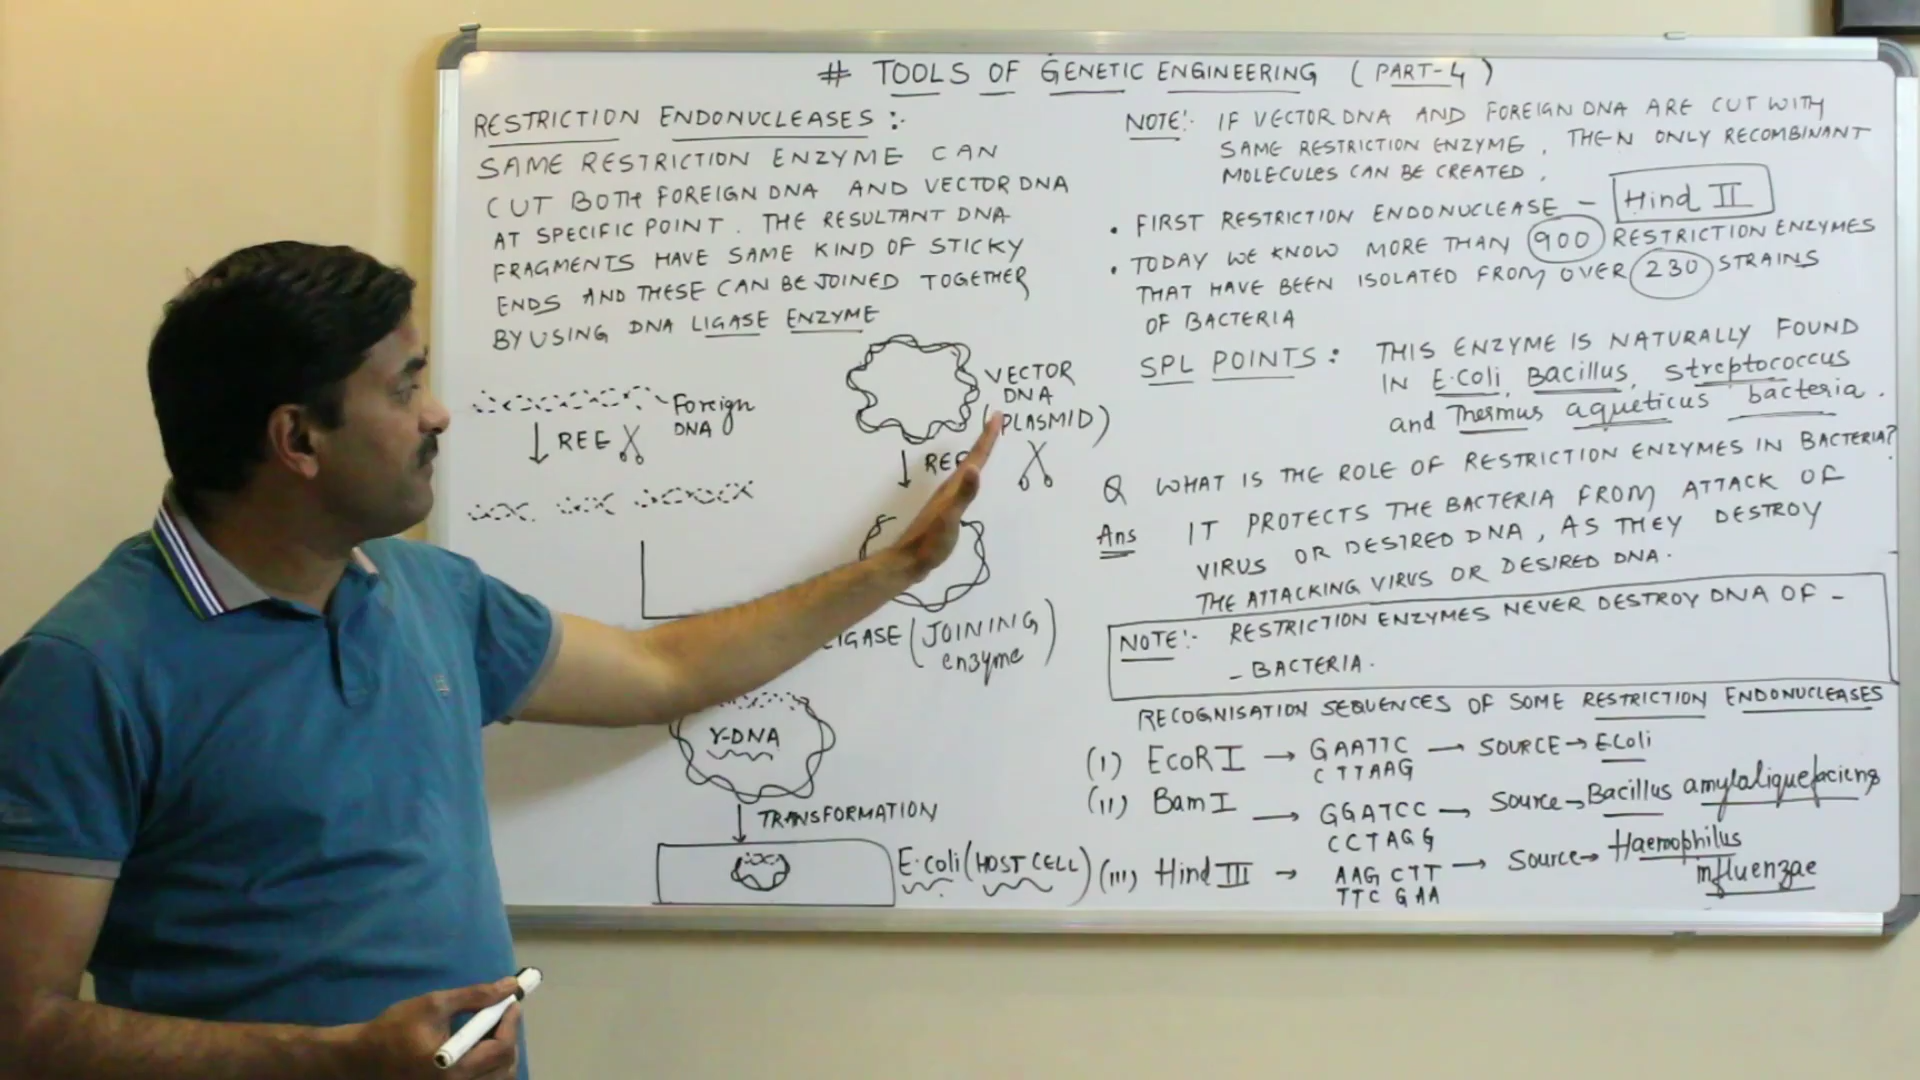 # TOOLS OF GENETIC ENGINEERING (PART-4)
RESTRICTION ENDONUCLEASES :-
SAME RESTRICTION ENZYME CAN
CUT BOTH FOREIGN DNA AND VECTOR DNA
AT SPECIFIC POINT. THE RESULTANT DNA
FRAGMENTS HAVE SAME KIND OF STICKY
ENDS AND THESE CAN BE JOINED TOGETHER
BY USING DNA LIGASE ENZYME
Foreign
DNA
REE
VECTOR
DNA
(PLASMID)
REE
LIGASE (JOINING
enzyme)
γ-DNA
TRANSFORMATION
E.coli (HOST CELL)
NOTE:- IF VECTOR DNA AND FOREIGN DNA ARE CUT WITH
SAME RESTRICTION ENZYME, THEN ONLY RECOMBINANT
MOLECULES CAN BE CREATED.
• FIRST RESTRICTION ENDONUCLEASE - Hind II
• TODAY WE KNOW MORE THAN 900 RESTRICTION ENZYMES
THAT HAVE BEEN ISOLATED FROM OVER 230 STRAINS
OF BACTERIA
SPL POINTS: THIS ENZYME IS NATURALLY FOUND
IN E.Coli, Bacillus, Streptococcus
and Thermus aqueticus bacteria.
Q WHAT IS THE ROLE OF RESTRICTION ENZYMES IN BACTERIA?
Ans IT PROTECTS THE BACTERIA FROM ATTACK OF
VIRUS OR DESIRED DNA, AS THEY DESTROY
THE ATTACKING VIRUS OR DESIRED DNA.
NOTE:- RESTRICTION ENZYMES NEVER DESTROY DNA OF -
- BACTERIA.
RECOGNISATION SEQUENCES OF SOME RESTRICTION ENDONUCLEASES
(I) EcoR I → GAATTC — SOURCE → E.Coli
CTTAAG
(II) Bam I → GGATCC → Source → Bacillus amylaliquefaciens
CCTAGG
(III) Hind III → AAG CTT → Source → Haemophilus
TTC GAA influenzae